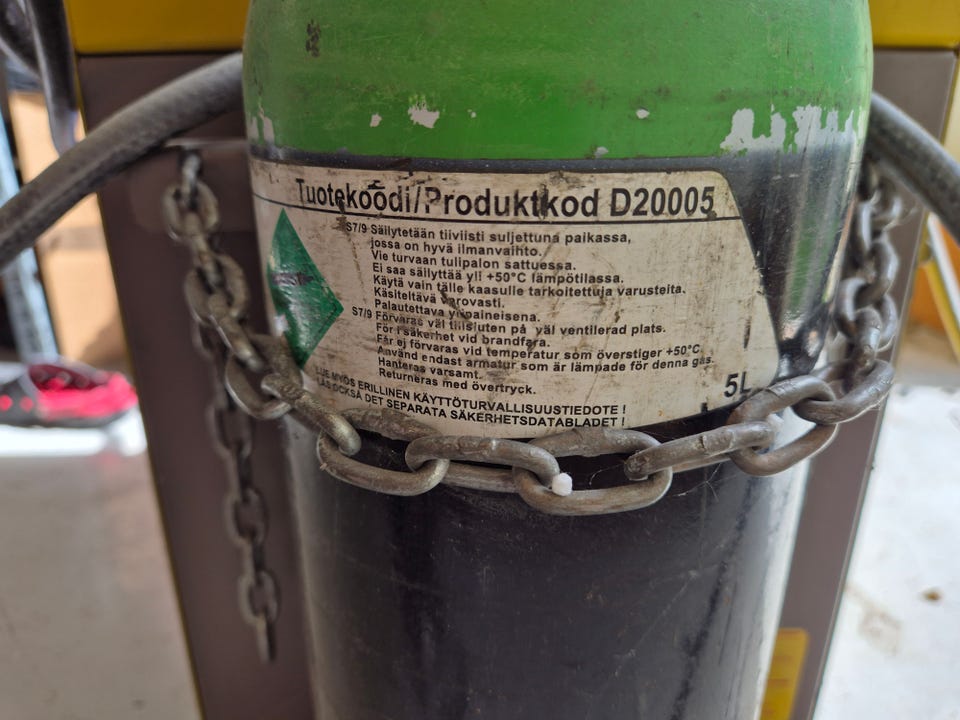 Tuotekoodi/Produktkod D20005
S7/9 Säilytetään tiiviisti suljettuna paikassa,
jossa on hyvä ilmanvaihto.
Vie turvaan tulipalon sattuessa.
Ei saa säilyttää yli +50°C lämpötilassa.
Käytä vain tälle kaasulle tarkoitettuja varusteita.
Käsiteltävä varovasti.
Palautettava ylipaineisena.
S7/9 Förvaras väl tillsluten på väl ventilerad plats.
För i säkerhet vid brandfara.
Får ej förvaras vid temperatur som överstiger +50°C.
Använd endast armatur som är lämpade för denna gas.
Hanteras varsamt.
Returneras med övertryck.
5L
LUE MYÖS ERILLINEN KÄYTTÖTURVALLISUUSTIEDOTE !
LÄS OCKSÅ DET SEPARATA SÄKERHETSDATABLADET !